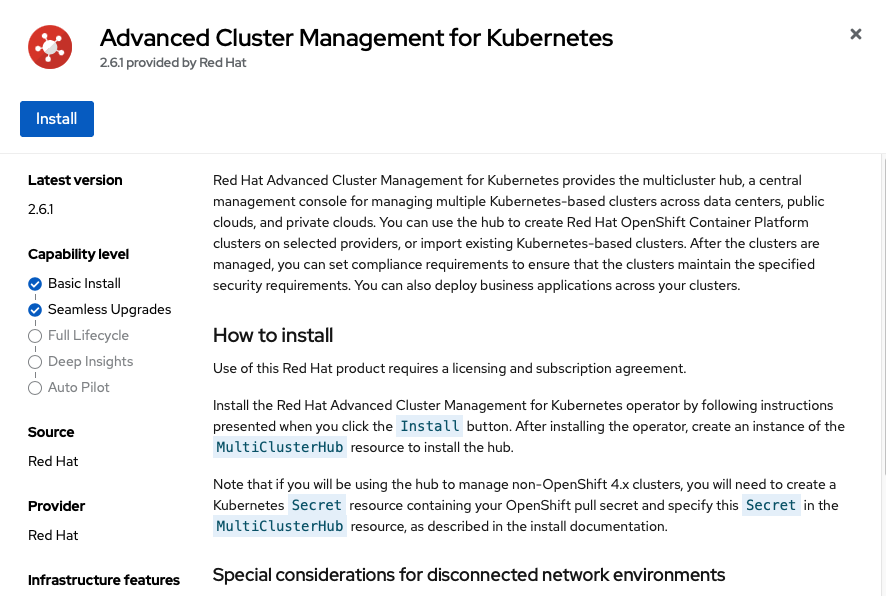 Advanced Cluster Management for Kubernetes
2.6.1 provided by Red Hat
Install
Latest version
2.6.1
Capability level
Basic Install
Seamless Upgrades
Full Lifecycle
Deep Insights
Auto Pilot
Source
Red Hat
Provider
Red Hat
Infrastructure features
Red Hat Advanced Cluster Management for Kubernetes provides the multicluster hub, a central
management console for managing multiple Kubernetes-based clusters across data centers, public
clouds, and private clouds. You can use the hub to create Red Hat OpenShift Container Platform
clusters on selected providers, or import existing Kubernetes-based clusters. After the clusters are
managed, you can set compliance requirements to ensure that the clusters maintain the specified
security requirements. You can also deploy business applications across your clusters.
How to install
Use of this Red Hat product requires a licensing and subscription agreement.
Install the Red Hat Advanced Cluster Management for Kubernetes operator by following instructions
presented when you click the Install button. After installing the operator, create an instance of the
MultiClusterHub resource to install the hub.
Note that if you will be using the hub to manage non-OpenShift 4.x clusters, you will need to create a
Kubernetes Secret resource containing your OpenShift pull secret and specify this Secret in the
MultiClusterHub resource, as described in the install documentation.
Special considerations for disconnected network environments